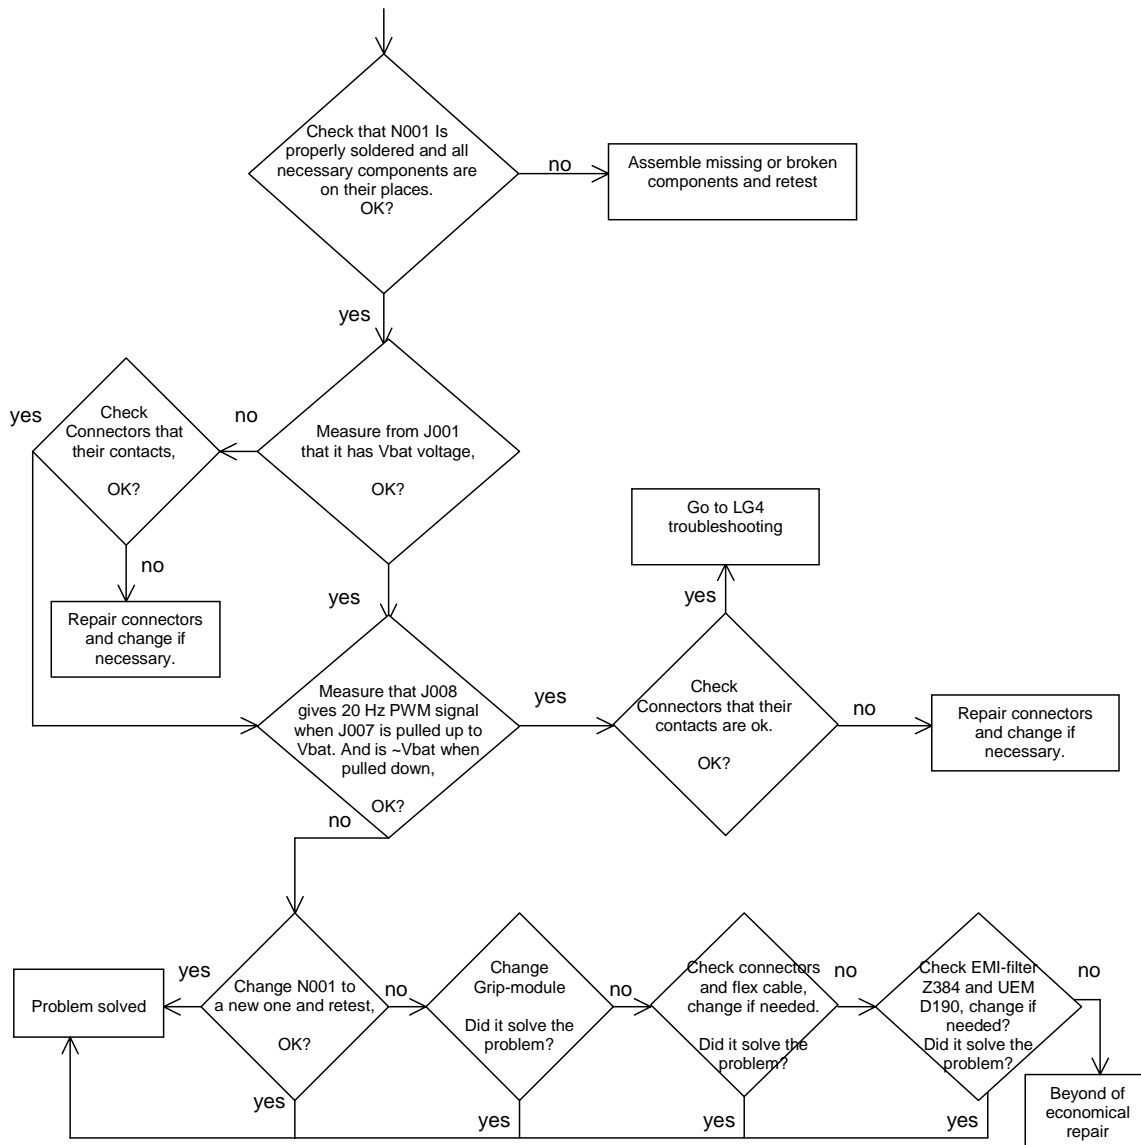 Check that N001 Is
properly soldered and all
necessary components are
on their places.
OK?
no
Assemble missing or broken
components and retest
yes
yes
Check
Connectors that
their contacts,
OK?
no
Measure from J001
that it has Vbat voltage,
OK?
no
Repair connectors
and change if
necessary.
yes
Go to LG4
troubleshooting
yes
Measure that J008
gives 20 Hz PWM signal
when J007 is pulled up to
Vbat. And is ~Vbat when
pulled down,
OK?
yes
Check
Connectors that their
contacts are ok.
OK?
no
Repair connectors
and change if
necessary.
no
Problem solved
yes
Change N001 to
a new one and retest,
OK?
no
Change
Grip-module
Did it solve the
problem?
no
Check connectors
and flex cable,
change if needed.
Did it solve the
problem?
no
Check EMI-filter
Z384 and UEM
D190, change if
needed?
Did it solve the
problem?
no
yes
yes
yes
yes
Beyond of
economical
repair